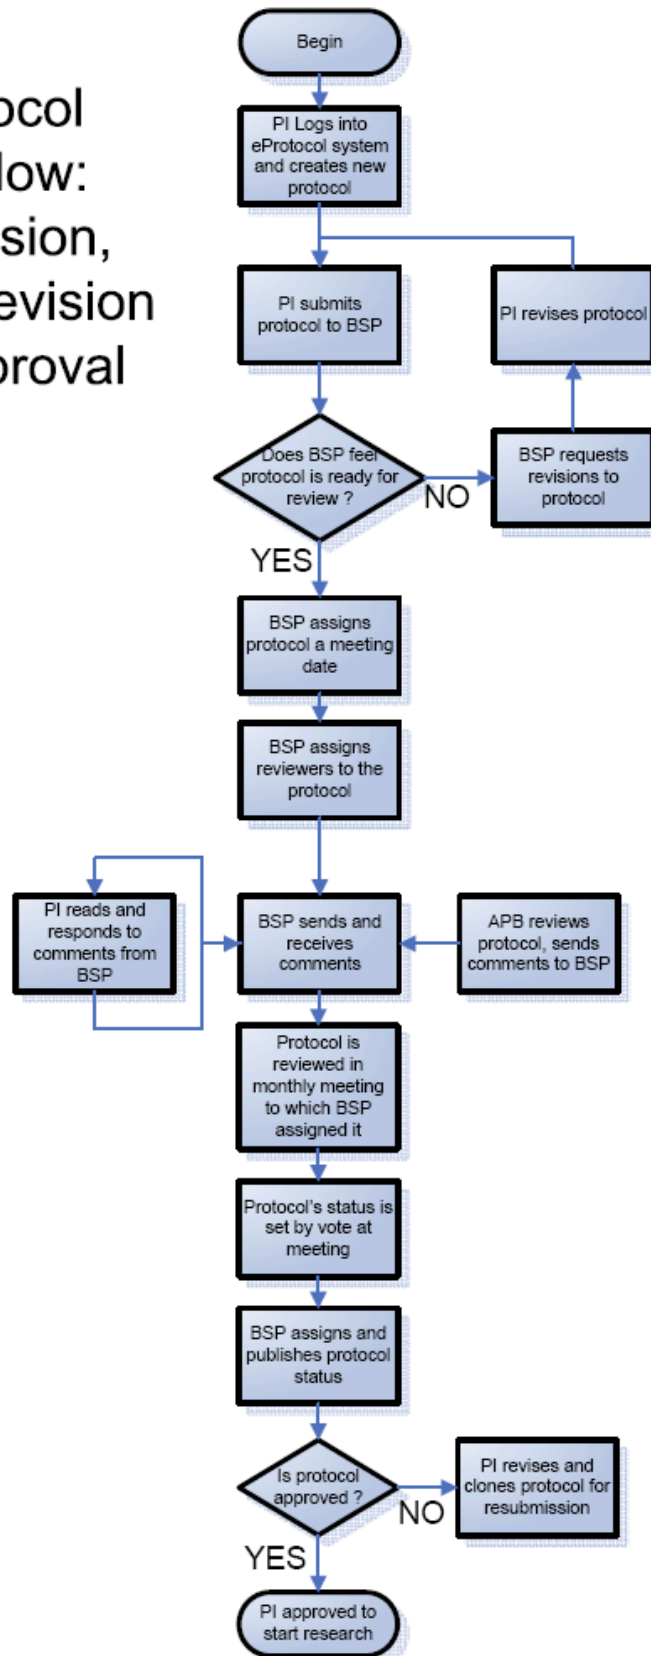 Begin
ocol
low:
sion,
evision
proval
PI Logs into
eProtocol system
and creates new
protocol
PI submits
protocol to BSP
PI revises protocol
Does BSP feel
protocol is ready for
review ?
NO
BSP requests
revisions to
protocol
YES
BSP assigns
protocol a meeting
date
BSP assigns
reviewers to the
protocol
PI reads and
responds to
comments from
BSP
BSP sends and
receives
comments
APB reviews
protocol, sends
comments to BSP
Protocol is
reviewed in
monthly meeting
to which BSP
assigned it
Protocol's status is
set by vote at
meeting
BSP assigns and
publishes protocol
status
Is protocol
approved ?
NO
PI revises and
clones protocol for
resubmission
YES
PI approved to
start research